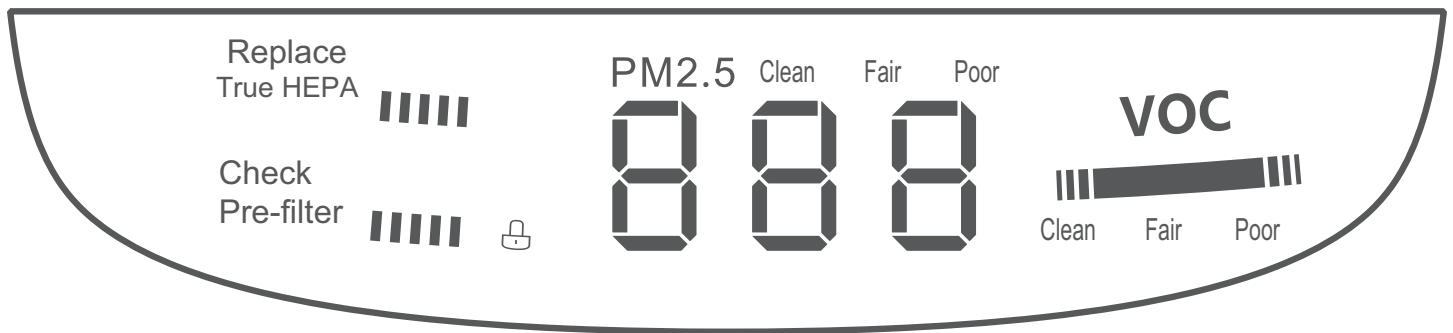 Replace
True HEPA
Check
Pre-filter
PM2.5 Clean Fair Poor
888
VOC
Clean Fair Poor